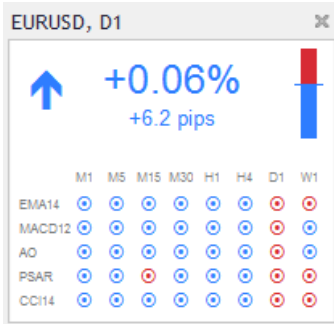 EURUSD, D1
+0.06%
+6.2 pips
M1 M5 M15 M30 H1 H4 D1 W1
EMA14
MACD12
AO
PSAR
CCI14